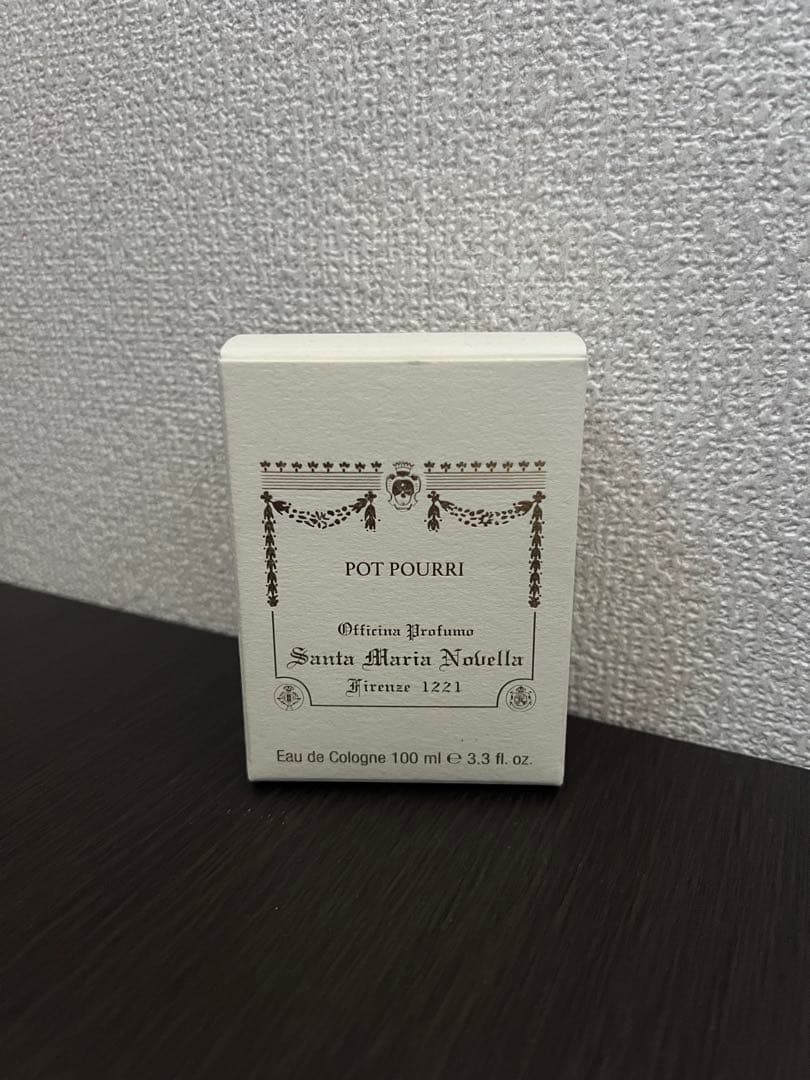 POT POURRI
Officina Profumo
Santa Maria Novella
Firenze 1221
Eau de Cologne 100 ml ℮ 3.3 fl. oz.